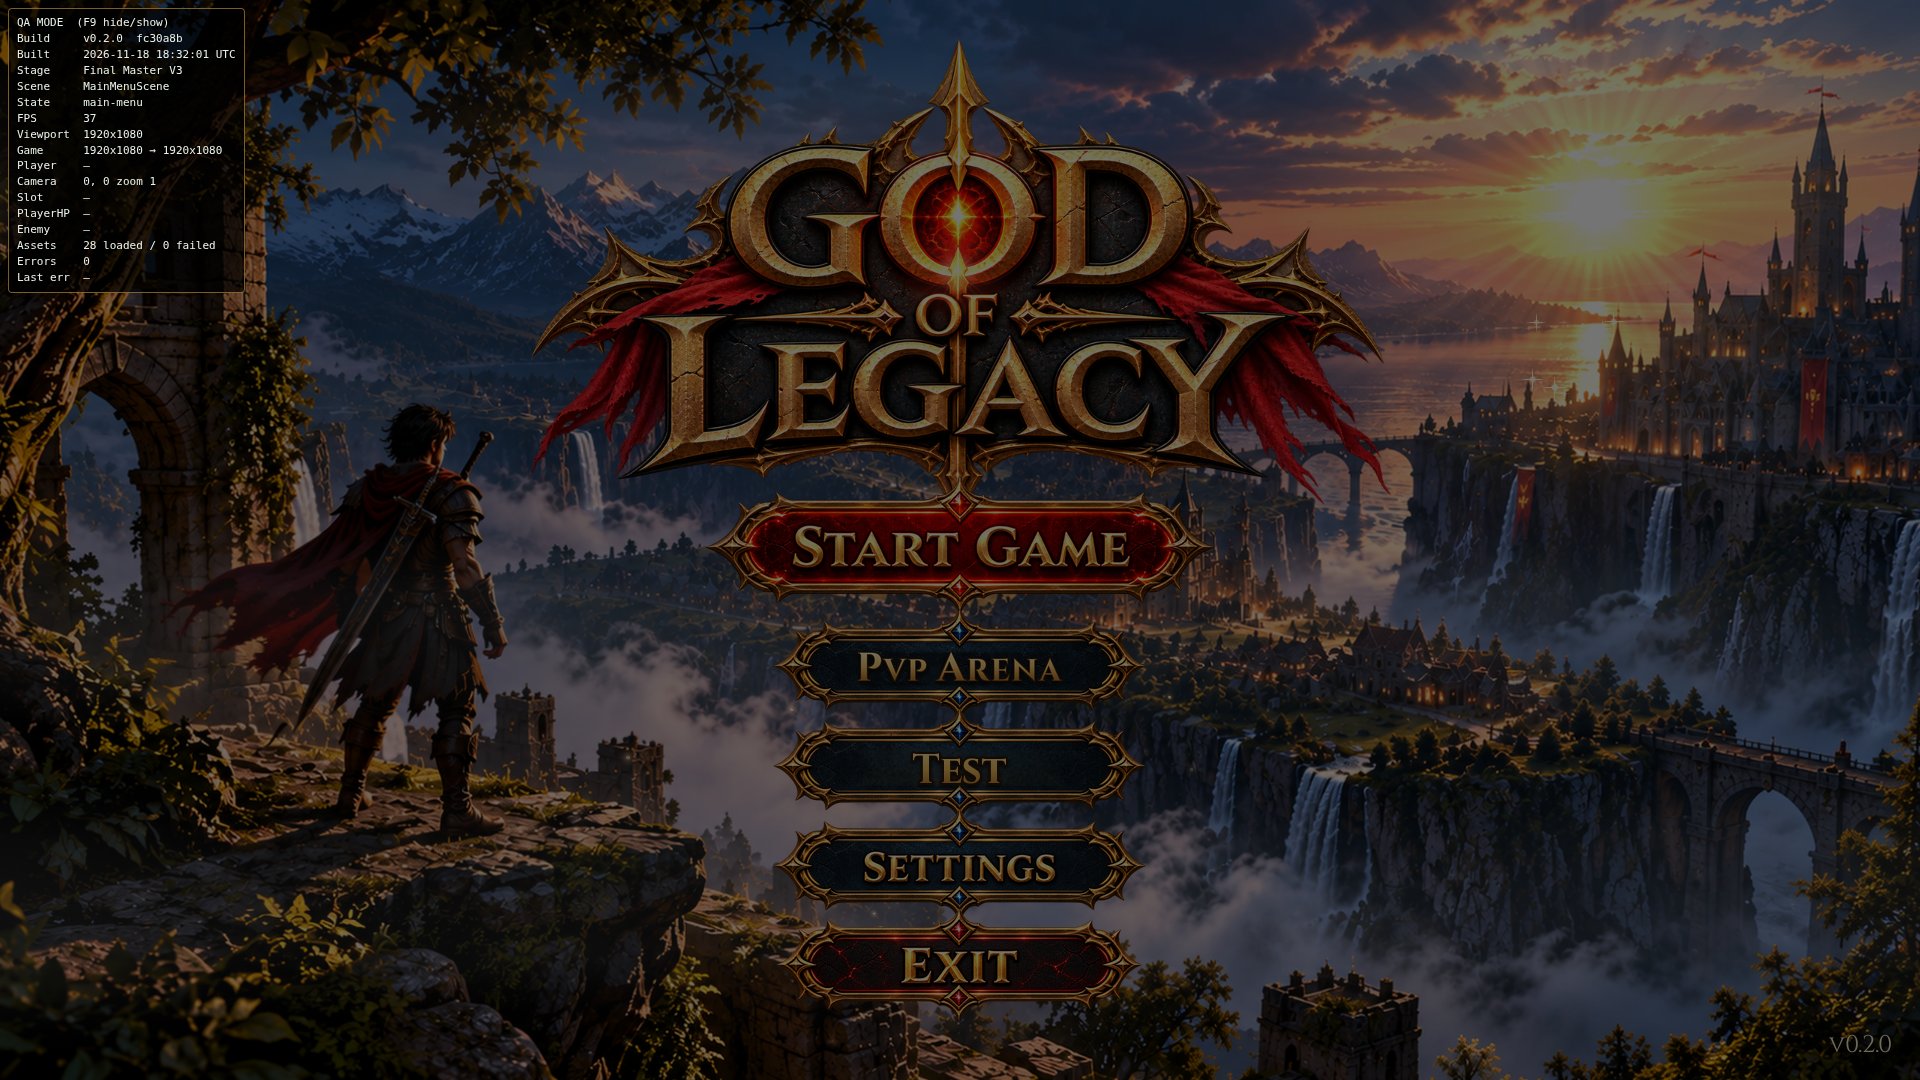 QA MODE  (F9 hide/show)
Build v0.2.0 fc30a8b
Built 2026-11-18 18:32:01 UTC
Stage Final Master V3
Scene MainMenuScene
State main-menu
FPS 37
Viewport 1920x1080
Game 1920x1080 → 1920x1080
Player —
Camera 0, 0 zoom 1
Slot —
PlayerHP —
Enemy —
Assets 28 loaded / 0 failed
Errors 0
Last err —
GOD
OF
LEGACY
START GAME
PVP ARENA
TEST
SETTINGS
EXIT
V0.2.0